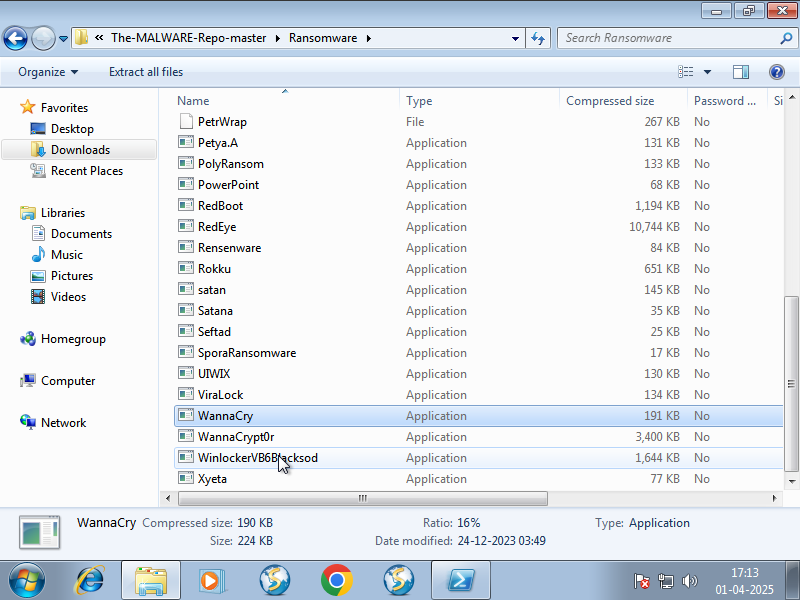 « The-MALWARE-Repo-master Ransomware
Search Ransomware
Organize Extract all files
Name Type Compressed size Password ... Si
Favorites
Desktop
Downloads
Recent Places
Libraries
Documents
Music
Pictures
Videos
Homegroup
Computer
Network
PetrWrap File 267 KB No
Petya.A Application 131 KB No
PolyRansom Application 133 KB No
PowerPoint Application 68 KB No
RedBoot Application 1,194 KB No
RedEye Application 10,744 KB No
Rensenware Application 84 KB No
Rokku Application 651 KB No
satan Application 145 KB No
Satana Application 35 KB No
Seftad Application 25 KB No
SporaRansomware Application 17 KB No
UIWIX Application 130 KB No
ViraLock Application 134 KB No
WannaCry Application 191 KB No
WannaCrypt0r Application 3,400 KB No
WinlockerVB6Blacksod Application 1,644 KB No
Xyeta Application 77 KB No
WannaCry Compressed size: 190 KB Ratio: 16% Type: Application
Size: 224 KB Date modified: 24-12-2023 03:49
17:13
01-04-2025